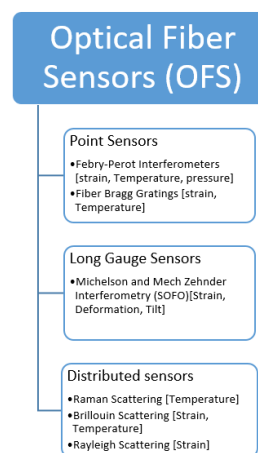 Optical Fiber
Sensors (OFS)
Point Sensors
•Febry-Perot Interferometers
[strain, Temperature, pressure]
•Fiber Bragg Gratings [strain,
Temperature]
Long Gauge Sensors
•Michelson and Mech Zehnder
Interferometry (SOFO)[Strain,
Deformation, Tilt]
Distributed sensors
•Raman Scattering [Temperature]
•Brillouin Scattering [Strain,
Temperature]
•Rayleigh Scattering [Strain]